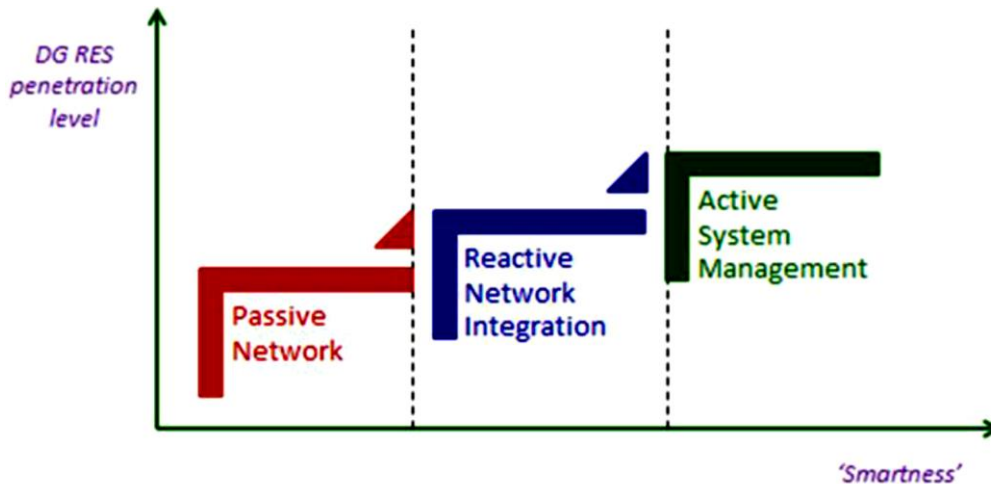 DG RES
penetration
level
Passive
Network
Reactive
Network
Integration
Active
System
Management
‘Smartness’